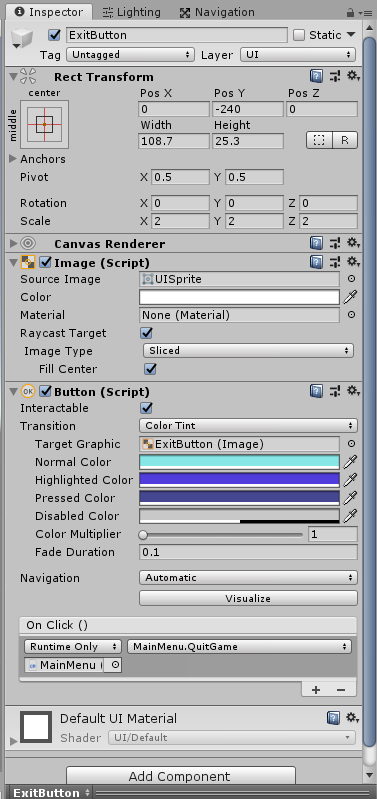 Inspector Lighting Navigation
ExitButton Static
Tag Untagged Layer UI
Rect Transform
center Pos X Pos Y Pos Z
middle 0 -240 0
Width Height
108.7 25.3 R
Anchors
Pivot X 0.5 Y 0.5
Rotation X 0 Y 0 Z 0
Scale X 2 Y 2 Z 2
Canvas Renderer
Image (Script)
Source Image UISprite
Color
Material None (Material)
Raycast Target
Image Type Sliced
Fill Center
OK Button (Script)
Interactable
Transition Color Tint
Target Graphic ExitButton (Image)
Normal Color
Highlighted Color
Pressed Color
Disabled Color
Color Multiplier 1
Fade Duration 0.1
Navigation Automatic
Visualize
On Click ()
Runtime Only MainMenu.QuitGame
MainMenu (
+ −
Default UI Material
Shader UI/Default
Add Component
ExitButton